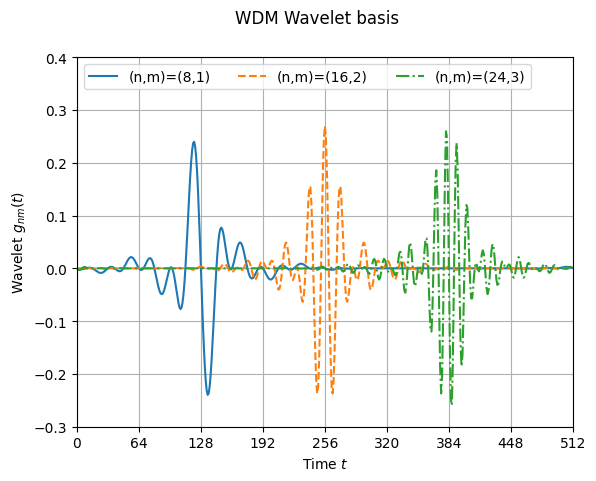 WDM Wavelet basis
(n,m)=(8,1) (n,m)=(16,2) (n,m)=(24,3)
0.4
0.3
0.2
0.1
0.0
−0.1
−0.2
−0.3
Wavelet gnm(t)
0 64 128 192 256 320 384 448 512
Time t